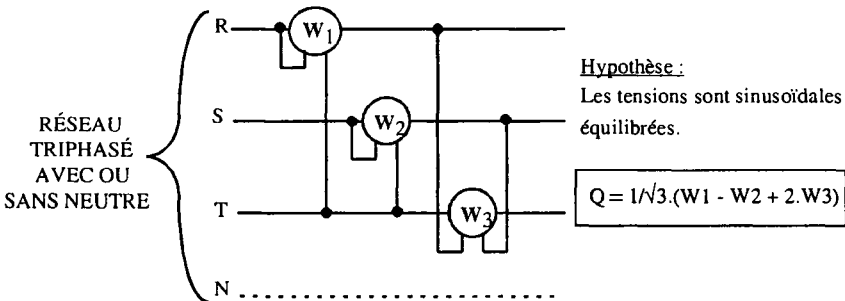 R
W1
S
W2
T
W3
N
RÉSEAU
TRIPHASÉ
AVEC OU
SANS NEUTRE
Hypothèse :
Les tensions sont sinusoïdales
équilibrées.
Q = 1/√3.(W1 - W2 + 2.W3)